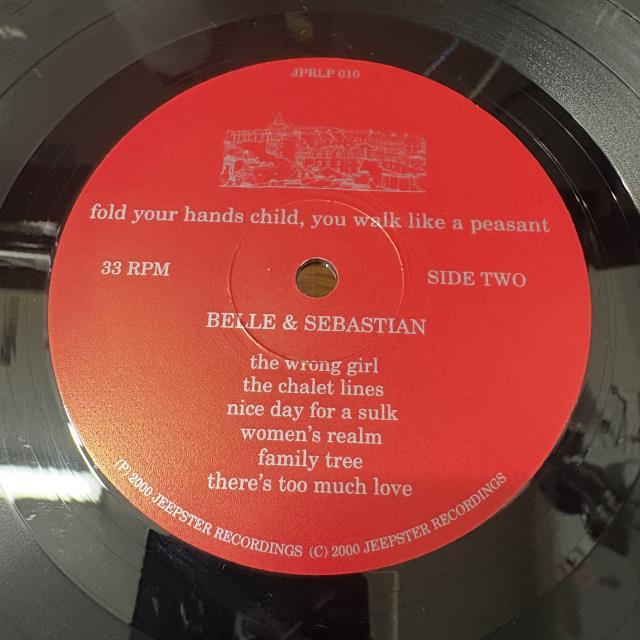 JPRLP 010
fold your hands child, you walk like a peasant
33 RPM
SIDE TWO
BELLE & SEBASTIAN
the wrong girl
the chalet lines
nice day for a sulk
women's realm
family tree
there's too much love
(P) 2000 JEEPSTER RECORDINGS (C) 2000 JEEPSTER RECORDINGS